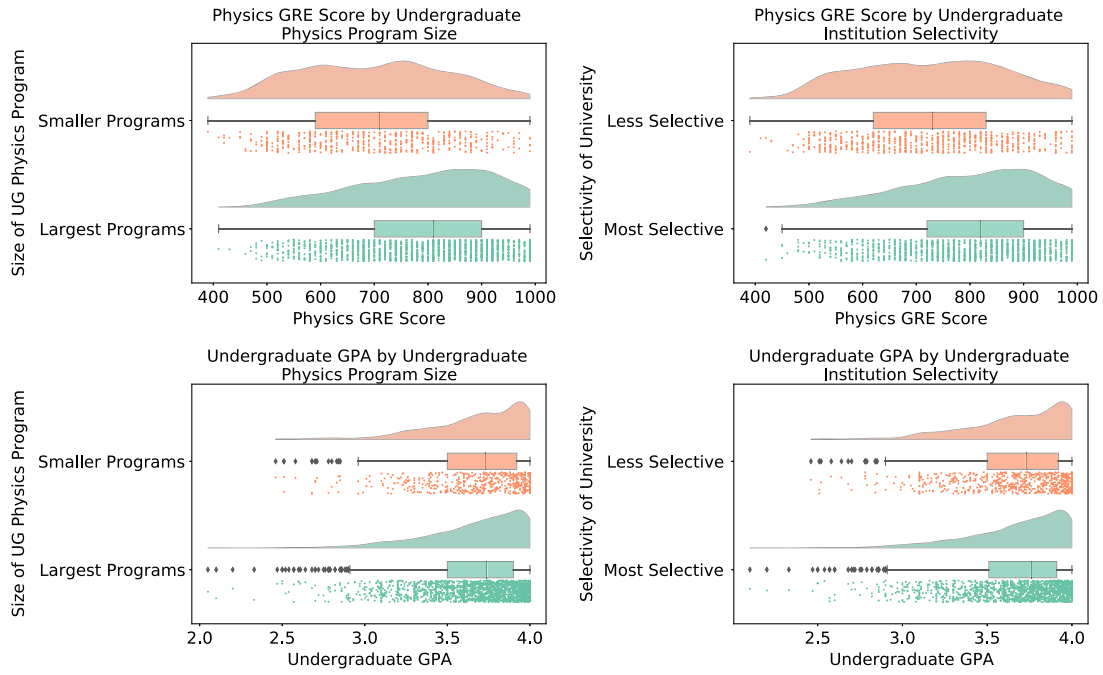 Physics GRE Score by Undergraduate
Physics Program Size
Size of UG Physics Program
Smaller Programs
Largest Programs
400 500 600 700 800 900 1000
Physics GRE Score
Physics GRE Score by Undergraduate
Institution Selectivity
Selectivity of University
Less Selective
Most Selective
400 500 600 700 800 900 1000
Physics GRE Score
Undergraduate GPA by Undergraduate
Physics Program Size
Size of UG Physics Program
Smaller Programs
Largest Programs
2.0 2.5 3.0 3.5 4.0
Undergraduate GPA
Undergraduate GPA by Undergraduate
Institution Selectivity
Selectivity of University
Less Selective
Most Selective
2.5 3.0 3.5 4.0
Undergraduate GPA